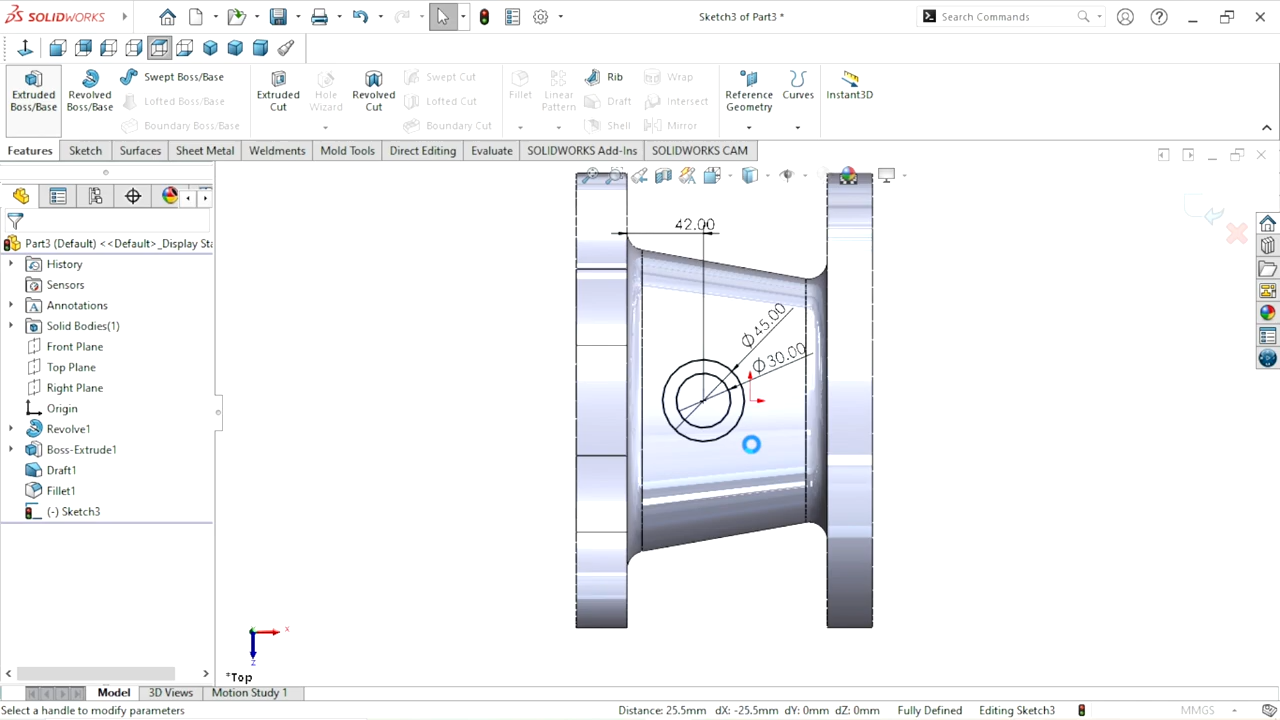 SOLIDWORKS
Sketch3 of Part3 *
Search Commands
Extruded Boss/Base
Revolved Boss/Base
Swept Boss/Base
Lofted Boss/Base
Boundary Boss/Base
Extruded Cut
Hole Wizard
Revolved Cut
Swept Cut
Lofted Cut
Boundary Cut
Fillet
Linear Pattern
Rib
Draft
Shell
Wrap
Intersect
Mirror
Reference Geometry
Curves
Instant3D
Features
Sketch
Surfaces
Sheet Metal
Weldments
Mold Tools
Direct Editing
Evaluate
SOLIDWORKS Add-Ins
SOLIDWORKS CAM
Part3 (Default) <<Default>_Display Sta
History
Sensors
Annotations
Solid Bodies(1)
Front Plane
Top Plane
Right Plane
Origin
Revolve1
Boss-Extrude1
Draft1
Fillet1
(-) Sketch3
42.00
Φ45.00
Φ30.00
X
Y
Z
*Top
Model
3D Views
Motion Study 1
Select a handle to modify parameters
Distance: 25.5mm dX: -25.5mm dY: 0mm dZ: 0mm
Fully Defined
Editing Sketch3
MMGS